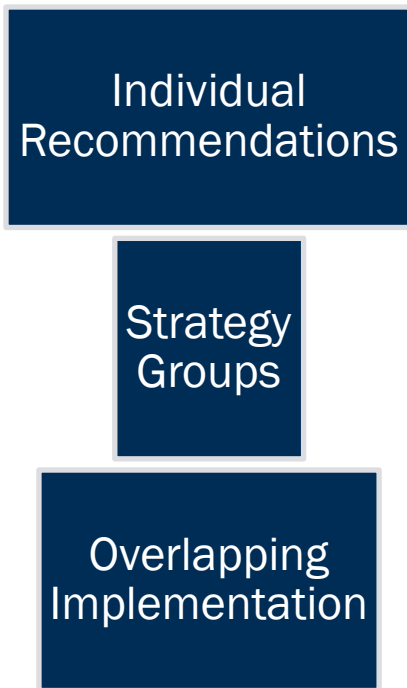 Individual
Recommendations
Strategy
Groups
Overlapping
Implementation